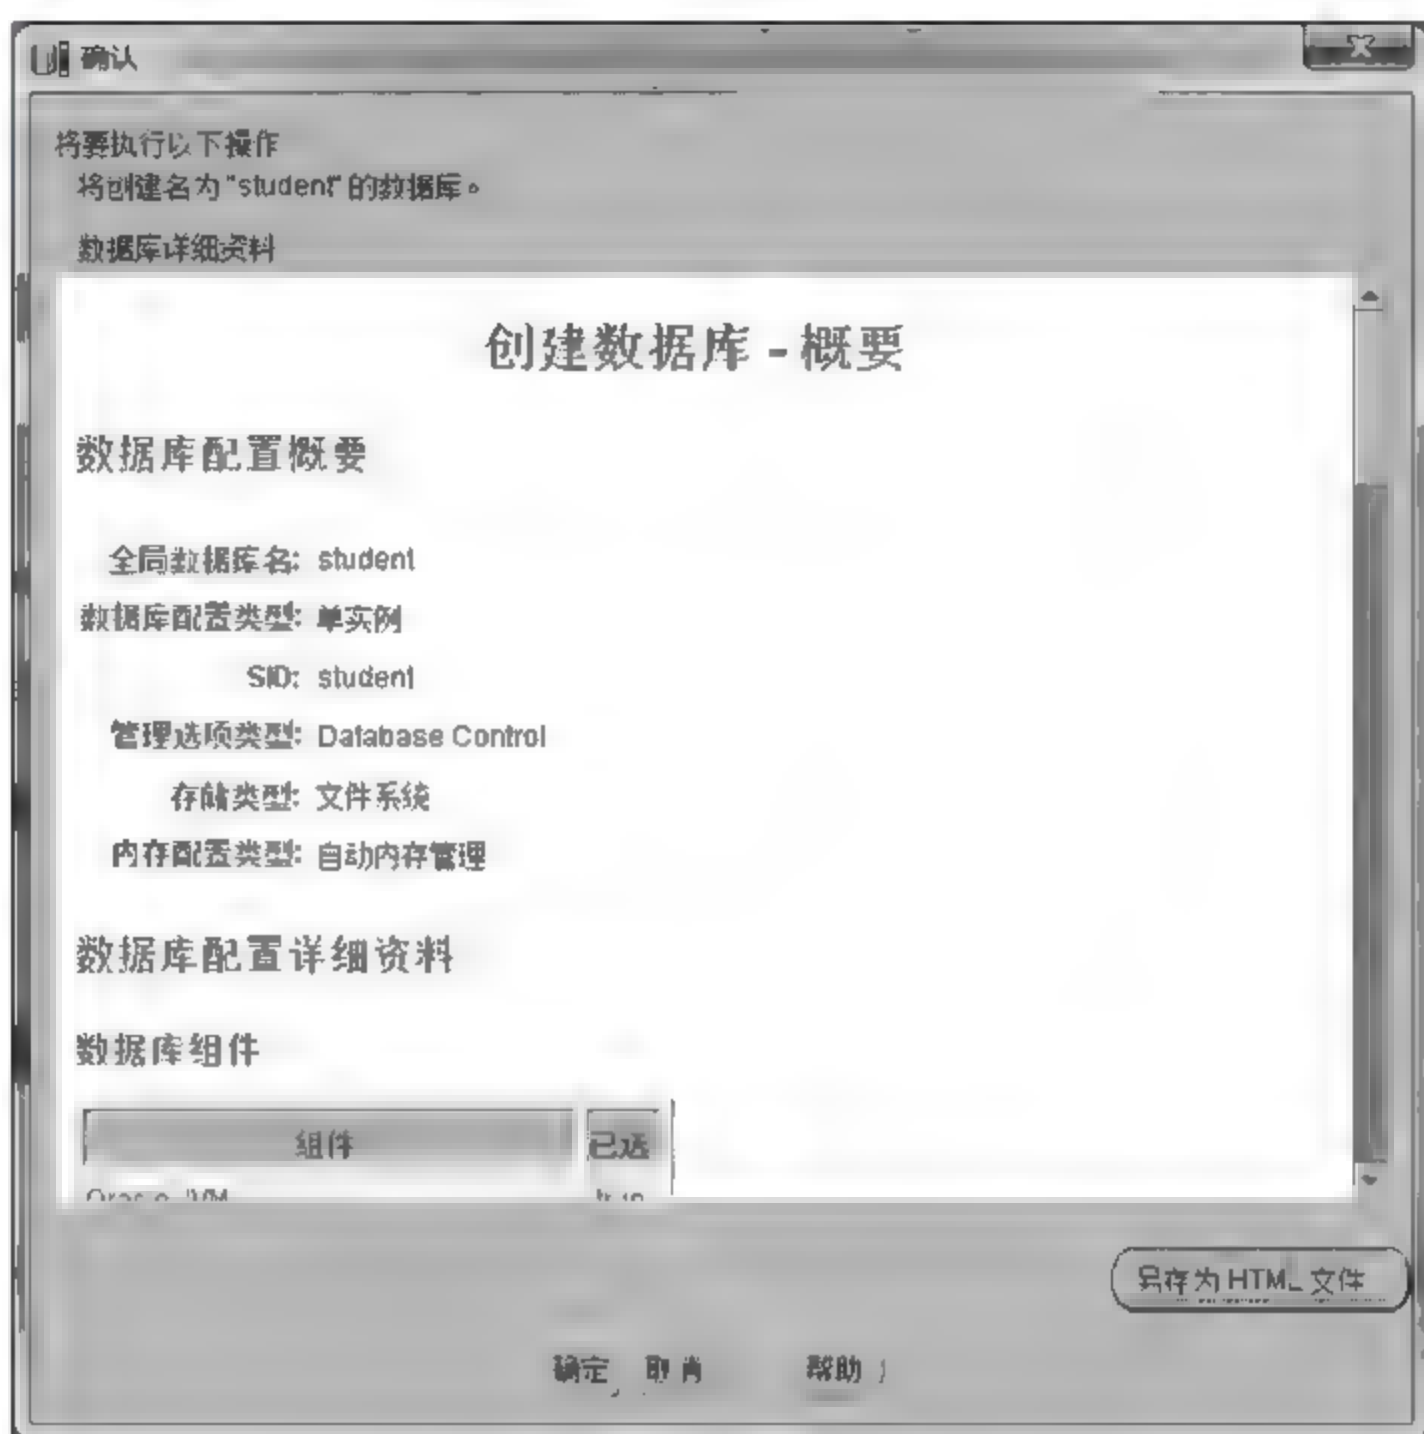 确认
将要执行以下操作
将创建名为"student"的数据库。
数据库详细资料
创建数据库 - 概要
数据库配置概要
全局数据库名: student
数据库配置类型: 单实例
SID: student
管理选项类型: Database Control
存储类型: 文件系统
内存配置类型: 自动内存管理
数据库配置详细资料
数据库组件
组件 已选
另存为 HTML 文件
确定 取消 帮助